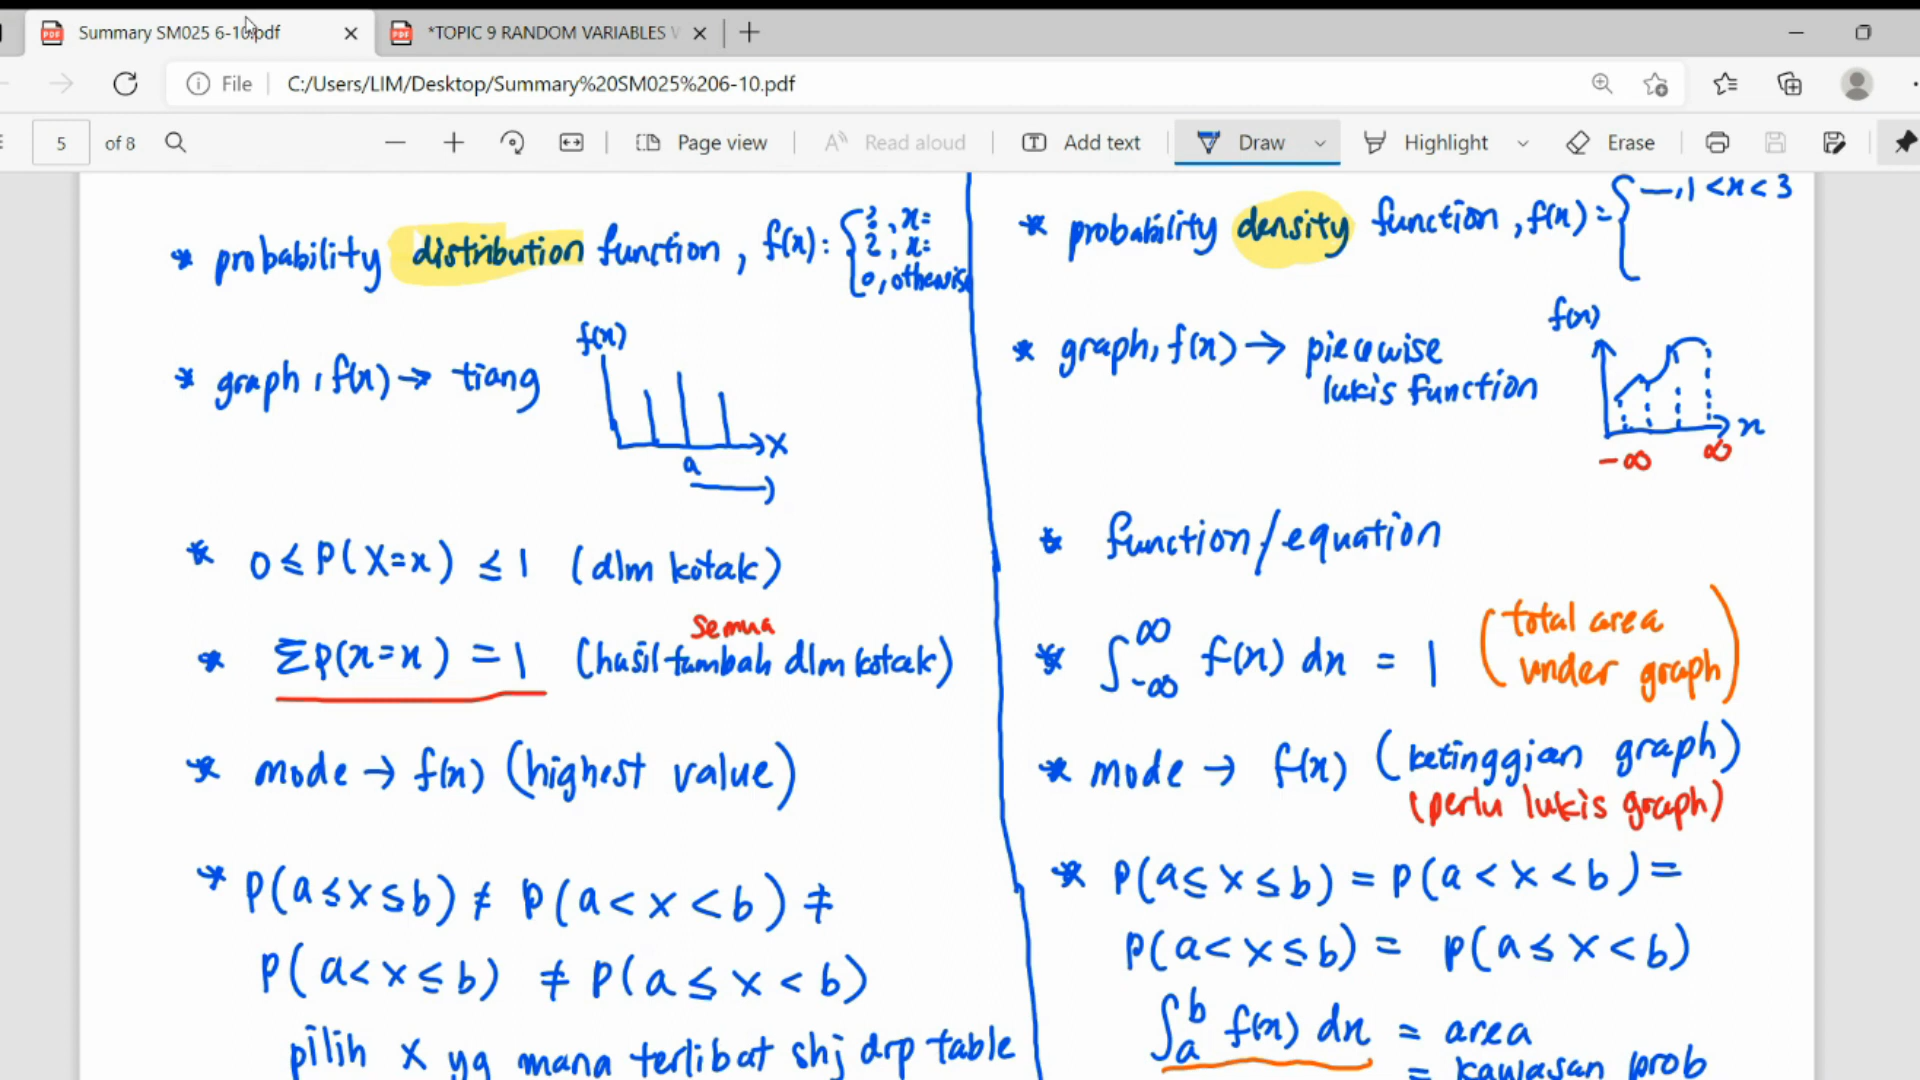 Summary SM025 6-10.pdf
*TOPIC 9 RANDOM VARIABLES V
File
C:/Users/LIM/Desktop/Summary%20SM025%206-10.pdf
5 of 8
Page view
Read aloud
Add text
Draw
Highlight
Erase
* probability distribution function, f(x): { 3, x=
2, x=
0, otherwise
* graph, f(x) → tiang
f(x)
x
a
* 0 ≤ P(X=x) ≤ 1 (dlm kotak)
* ΣP(x=x) = 1 (hasil tambah semua dlm kotak)
* mode → f(x) (highest value)
* P(a≤x≤b) ≠ P(a<x<b) ≠
P(a<x≤b) ≠ P(a≤x<b)
pilih x yg mana terlibat shj drp table
* probability density function, f(x) = { —, 1<x<3
* graph, f(x) → piecewise
lukis function
f(x)
x
-∞ ∞
* function/equation
* ∫_{-∞}^{∞} f(x) dx = 1 (total area
under graph)
* mode → f(x) (ketinggian graph)
(perlu lukis graph)
* P(a≤x≤b) = P(a<x<b) =
P(a<x≤b) = P(a≤x<b)
∫_a^b f(x) dx = area
= kawasan prob